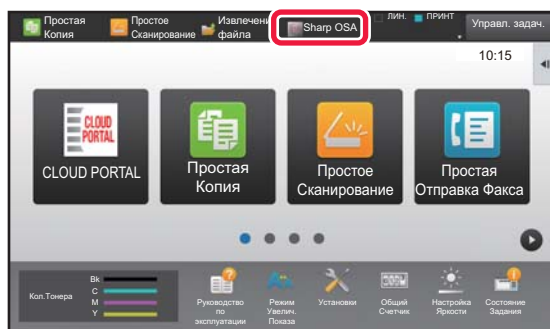 Простая
Копия
Простое
Сканирование
Извлечени
файла
Sharp OSA
ЛИН.
ПРИНТ
Управл. задач.
10:15
CLOUD
PORTAL
CLOUD PORTAL
Простая
Копия
Простое
Сканирование
Простая
Отправка Факса
Кол.Тонера
Bk
C
M
Y
Руководство
по
эксплуатации
Режим
Увелич.
Показа
Установки
Общий
Счетчик
Настройка
Яркости
Состояние
Задания